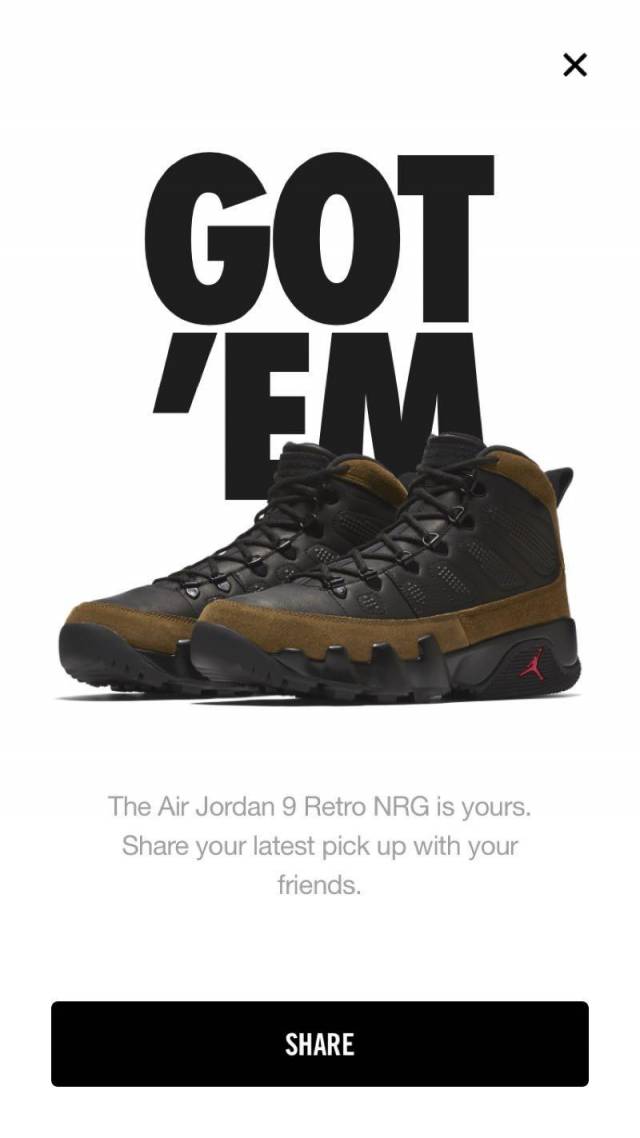 GOT
'EM
The Air Jordan 9 Retro NRG is yours.
Share your latest pick up with your
friends.
SHARE